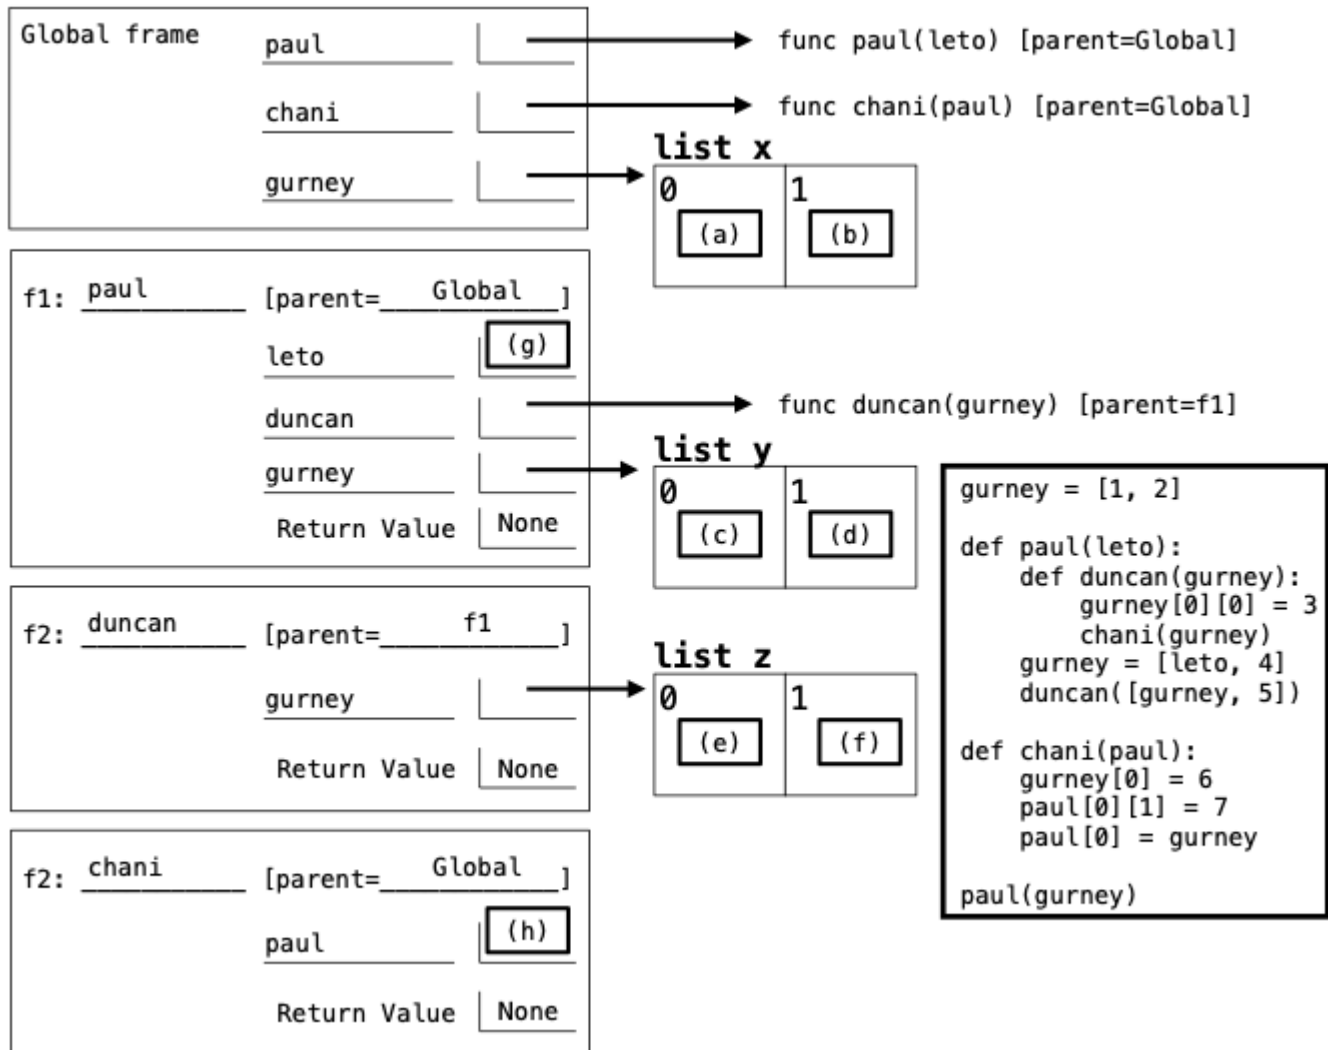 Global frame
paul
func paul(leto) [parent=Global]
chani
func chani(paul) [parent=Global]
gurney
list x
0 1
(a) (b)
f1: paul [parent=Global]
leto (g)
duncan
func duncan(gurney) [parent=f1]
gurney
list y
0 1
(c) (d)
Return Value None
f2: duncan [parent=f1]
gurney
list z
0 1
(e) (f)
Return Value None
f2: chani [parent=Global]
paul (h)
Return Value None
gurney = [1, 2]
def paul(leto):
    def duncan(gurney):
        gurney[0][0] = 3
        chani(gurney)
    gurney = [leto, 4]
    duncan([gurney, 5])
def chani(paul):
    gurney[0] = 6
    paul[0][1] = 7
    paul[0] = gurney
paul(gurney)